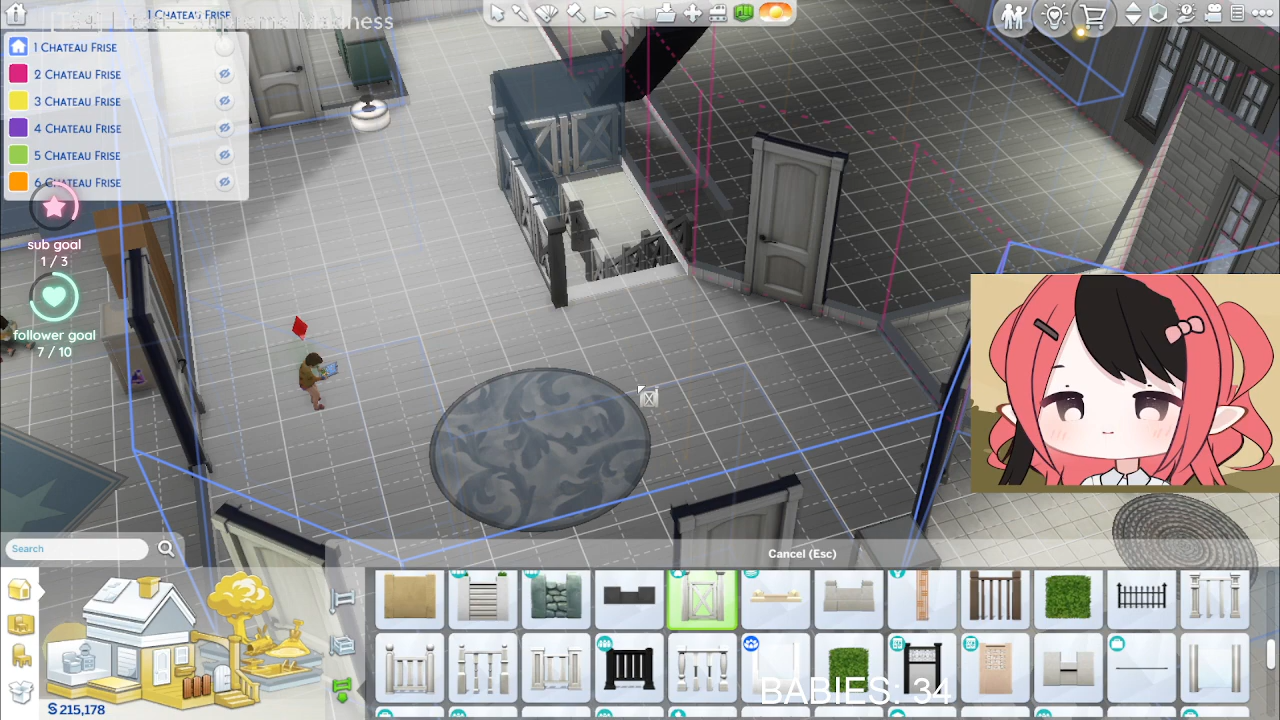 1 CHATEAU FRISE
1 CHATEAU FRISE
2 CHATEAU FRISE
3 CHATEAU FRISE
4 CHATEAU FRISE
5 CHATEAU FRISE
6 CHATEAU FRISE
sub goal
1 / 3
follower goal
7 / 10
Cancel (Esc)
Search
§215,178
BABIES: 34